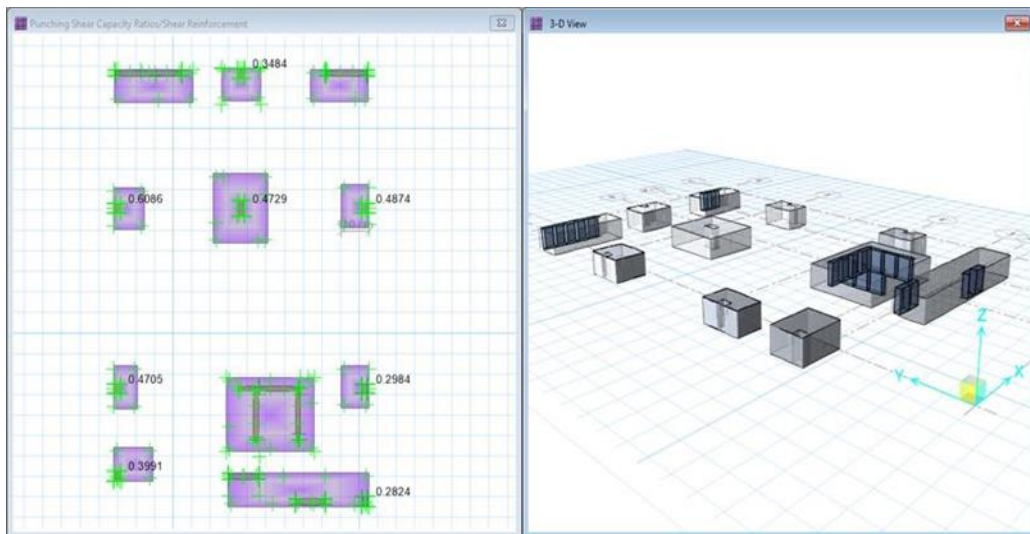 Punching Shear Capacity Ratios/Shear Reinforcement
0.3484
0.6086
0.4729
0.4874
0.4705
0.2984
0.3991
0.2824
3-D View
Z
Y
X